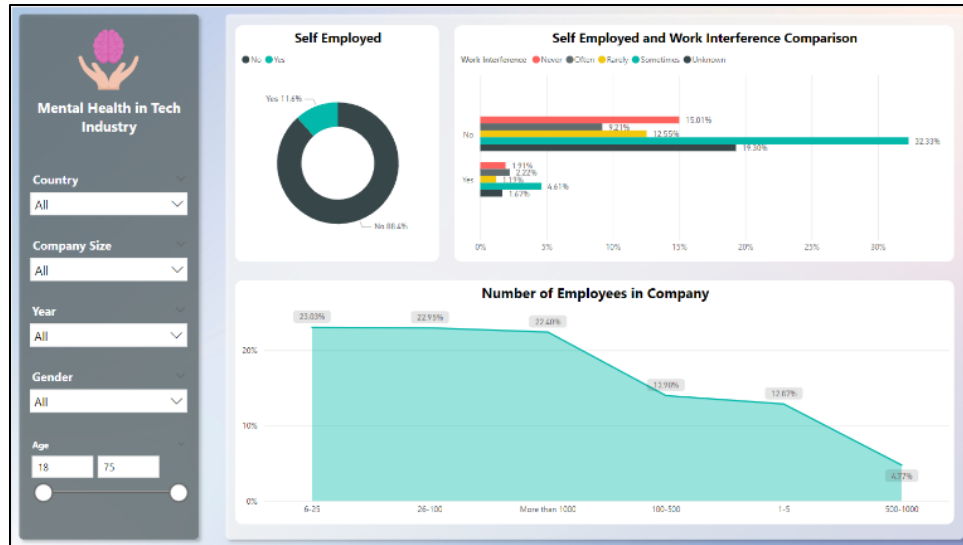 Mental Health in Tech
Industry
Country
All
Company Size
All
Year
All
Gender
All
Age
18 75
Self Employed
No Yes
Yes 11.6%
No 88.4%
Self Employed and Work Interference Comparison
Work Interference Never Often Rarely Sometimes Unknown
No
15.01%
9.21%
12.55%
32.33%
19.30%
Yes
1.91%
2.22%
1.19%
4.61%
1.67%
0% 5% 10% 15% 20% 25% 30%
Number of Employees in Company
23.03% 22.95% 22.40% 13.98% 12.87% 4.77%
20%
10%
0%
6-25 26-100 More than 1000 100-500 1-5 500-1000